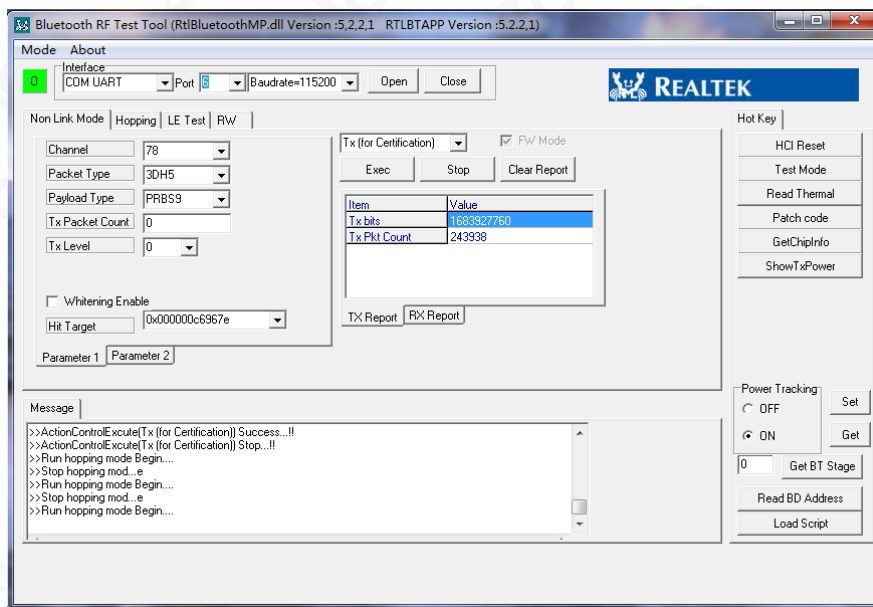 Bluetooth RF Test Tool (RtlBluetoothMP.dll Version :5,2,2,1 RTLBTAPP Version :5.2.2,1)
Mode About
Interface
0 COM UART Port 6 Baudrate=115200 Open Close
REALTEK
Non Link Mode Hopping LE Test RW
Channel 78
Packet Type 3DH5
Payload Type PRBS9
Tx Packet Count 0
Tx Level 0
Whitening Enable
Hit Target 0x000000c6967e
Parameter 1 Parameter 2
Tx (for Certification) FW Mode
Exec Stop Clear Report
Item Value
Tx bits 1683927760
Tx Pkt Count 243938
TX Report RX Report
Hot Key
HCI Reset
Test Mode
Read Thermal
Patch code
GetChipInfo
ShowTxPower
Power Tracking
OFF Set
ON Get
0 Get BT Stage
Read BD Address
Load Script
Message
>>ActionControlExcute(Tx (for Certification)) Success...!!
>>ActionControlExcute(Tx (for Certification)) Stop...!!
>>Run hopping mode Begin....
>>Stop hopping mod...e
>>Run hopping mode Begin....
>>Stop hopping mod...e
>>Run hopping mode Begin....